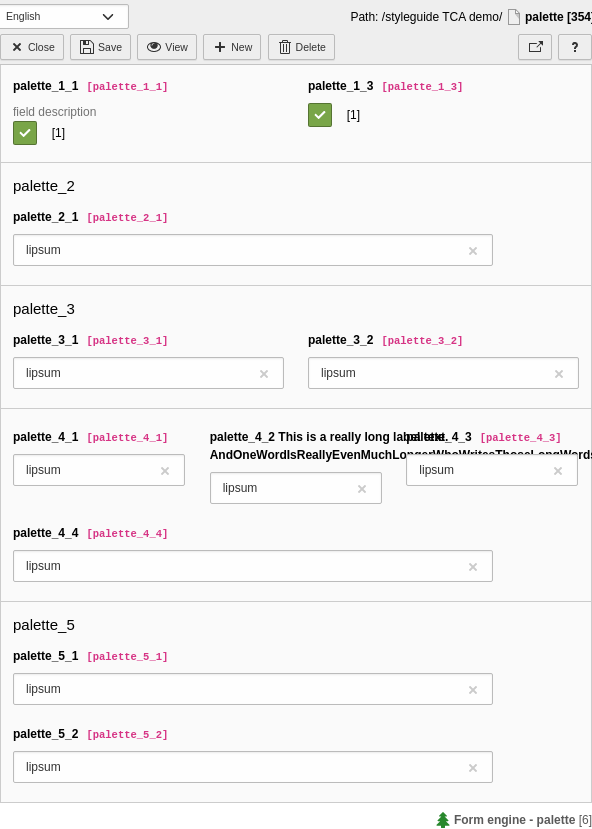 English
Path: /styleguide TCA demo/ palette [354]
Close Save View New Delete ?
palette_1_1 [palette_1_1] palette_1_3 [palette_1_3]
field description
[1] [1]
palette_2
palette_2_1 [palette_2_1]
lipsum
palette_3
palette_3_1 [palette_3_1] palette_3_2 [palette_3_2]
lipsum lipsum
palette_4_1 [palette_4_1] palette_4_2 This is a really long label text. palette_4_3 [palette_4_3]
AndOneWordIsReallyEvenMuchLongerWhoWritesThoseLongWords
lipsum lipsum lipsum
palette_4_4 [palette_4_4]
lipsum
palette_5
palette_5_1 [palette_5_1]
lipsum
palette_5_2 [palette_5_2]
lipsum
Form engine - palette [6]